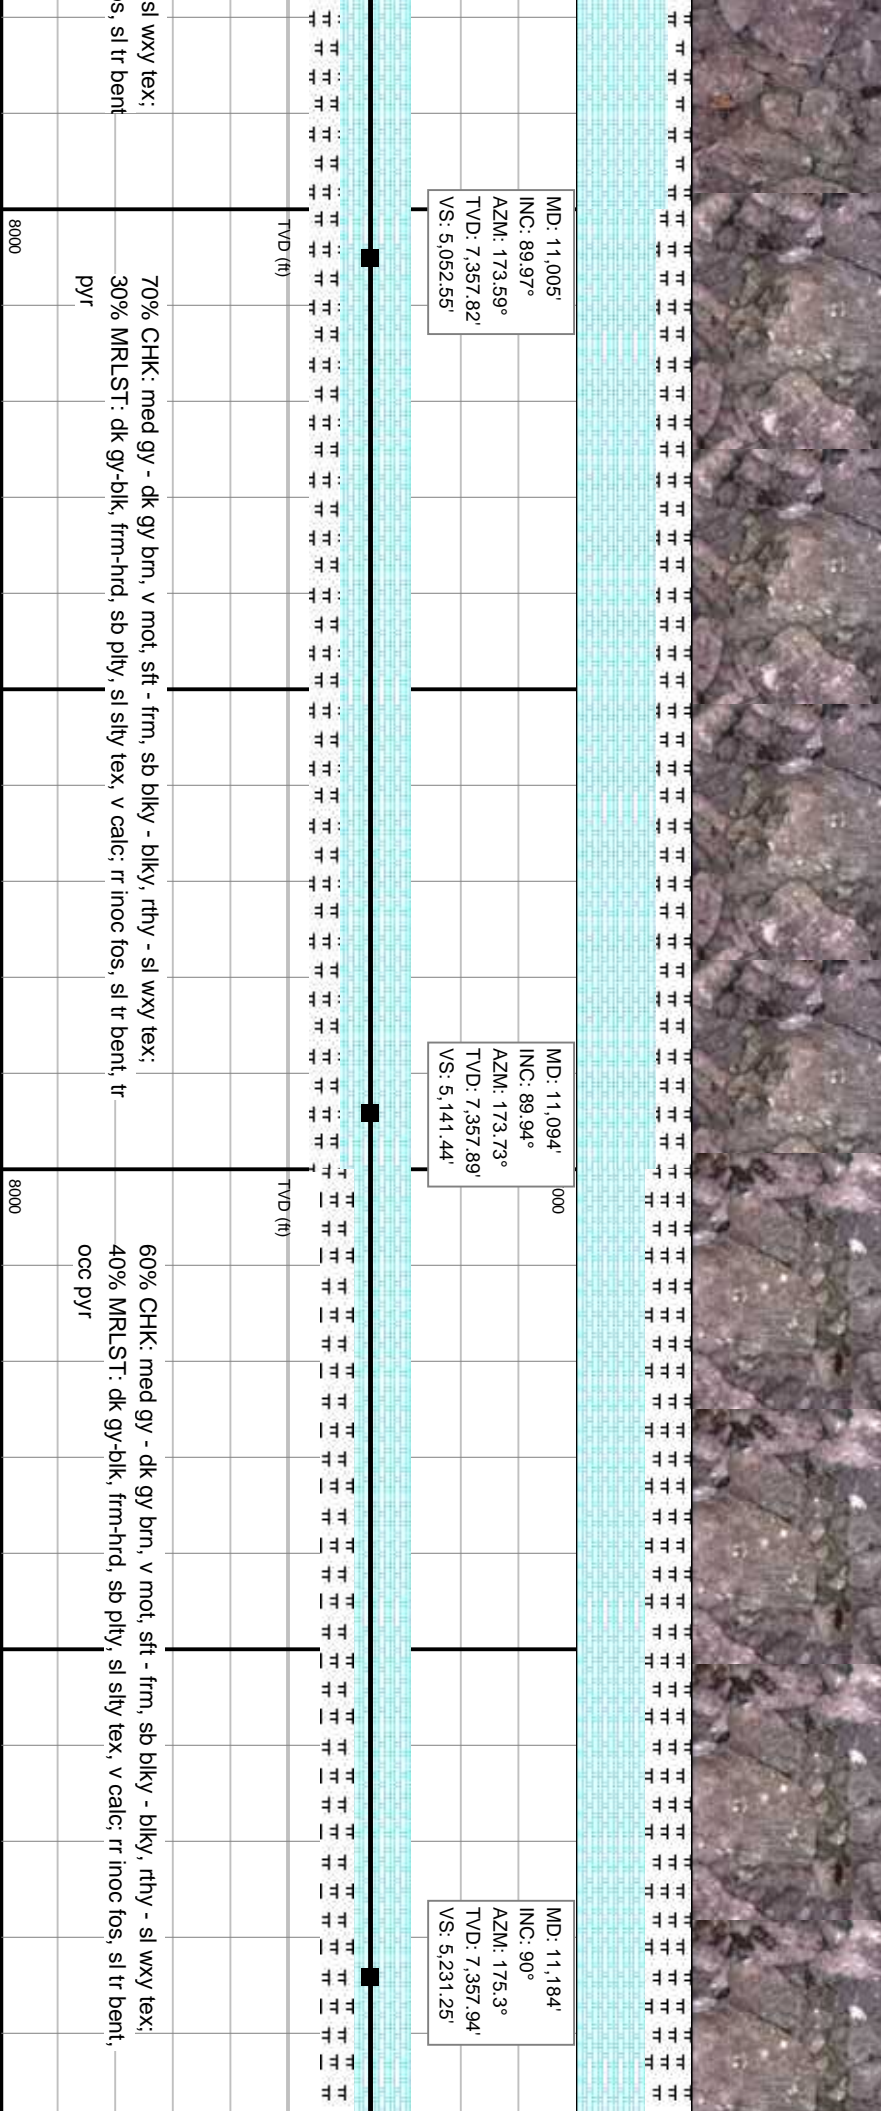 sl wxy tex;
s, sl tr bent
MD: 11,005'
INC: 89.97°
AZM: 173.59°
TVD: 7,357.82'
VS: 5,052.55'
TVD (ft)
8000
70% CHK: med gy - dk gy brn, v mot, sft - frm, sb blky - blky, rthy - sl wxy tex;
30% MRLST: dk gy-blk, frm-hrd, sb plty, sl slty tex, v calc; rr inoc fos, sl tr bent, tr
pyr
MD: 11,094'
INC: 89.94°
AZM: 173.73°
TVD: 7,357.89'
VS: 5,141.44'
000
TVD (ft)
8000
60% CHK: med gy - dk gy brn, v mot, sft - frm, sb blky - blky, rthy - sl wxy tex;
40% MRLST: dk gy-blk, frm-hrd, sb plty, sl slty tex, v calc; rr inoc fos, sl tr bent,
occ pyr
MD: 11,184'
INC: 90°
AZM: 175.3°
TVD: 7,357.94'
VS: 5,231.25'